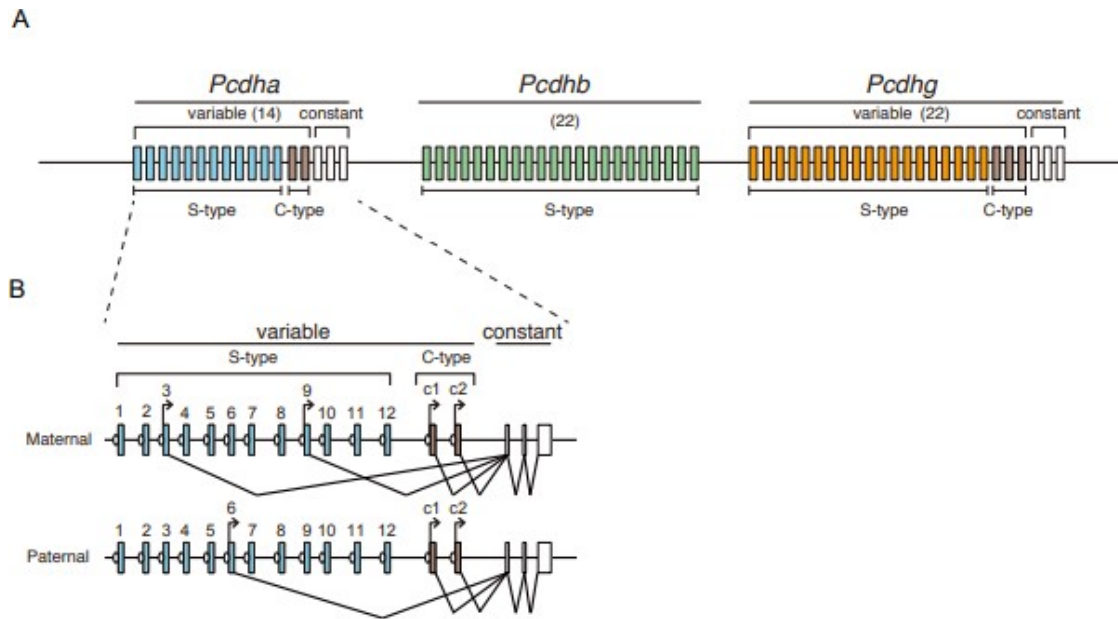 A
Pcdha
Pcdhb
Pcdhg
variable (14) constant
(22)
variable (22) constant
S-type C-type
S-type
S-type C-type
B
variable constant
S-type C-type
3 9 c1 c2
1 2 4 5 6 7 8 10 11 12
Maternal
6 c1 c2
1 2 3 4 5 7 8 9 10 11 12
Paternal